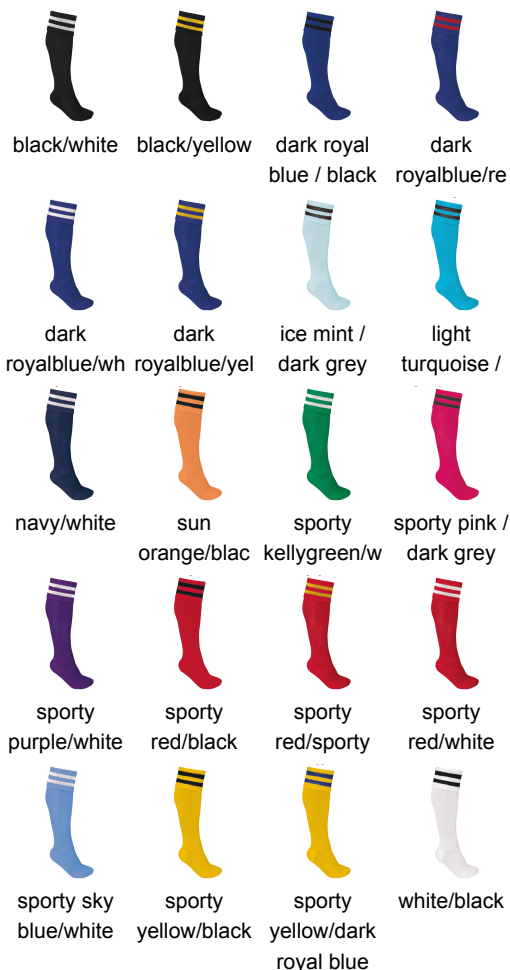 black/white
black/yellow
dark royal
blue / black
dark
royalblue/re
dark
royalblue/wh
dark
royalblue/yel
ice mint /
dark grey
light
turquoise /
navy/white
sun
orange/blac
sporty
kellygreen/w
sporty pink /
dark grey
sporty
purple/white
sporty
red/black
sporty
red/sporty
sporty
red/white
sporty sky
blue/white
sporty
yellow/black
sporty
yellow/dark
royal blue
white/black